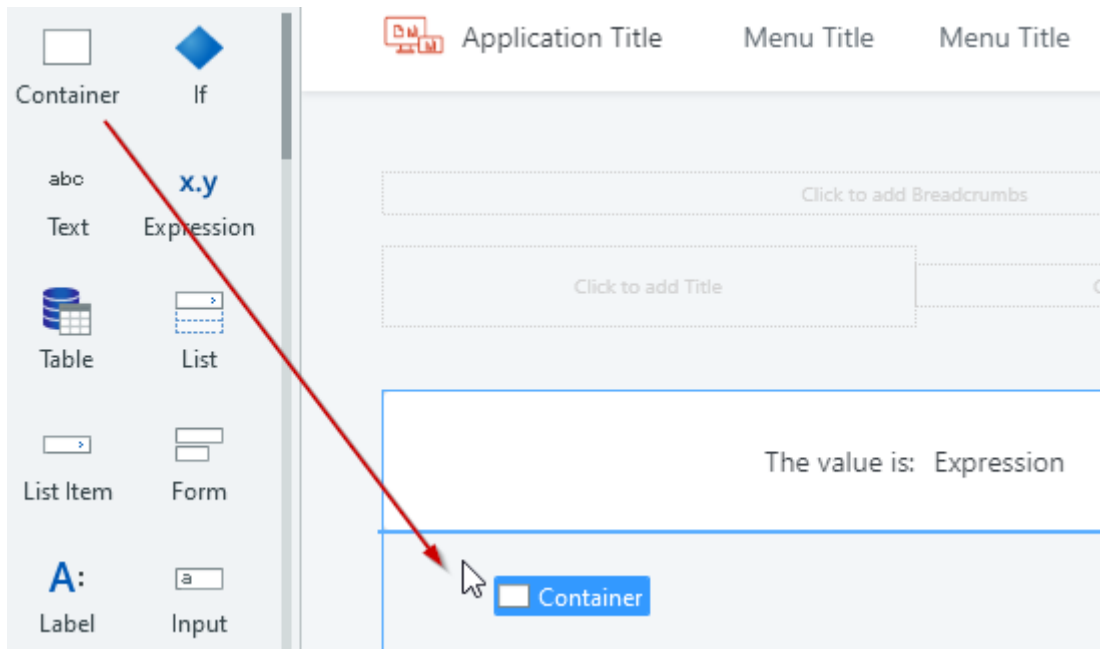 Application Title Menu Title Menu Title
Container If
abc x.y
Text Expression
Table List
List Item Form
A: a
Label Input
Click to add Breadcrumbs
Click to add Title
The value is: Expression
Container